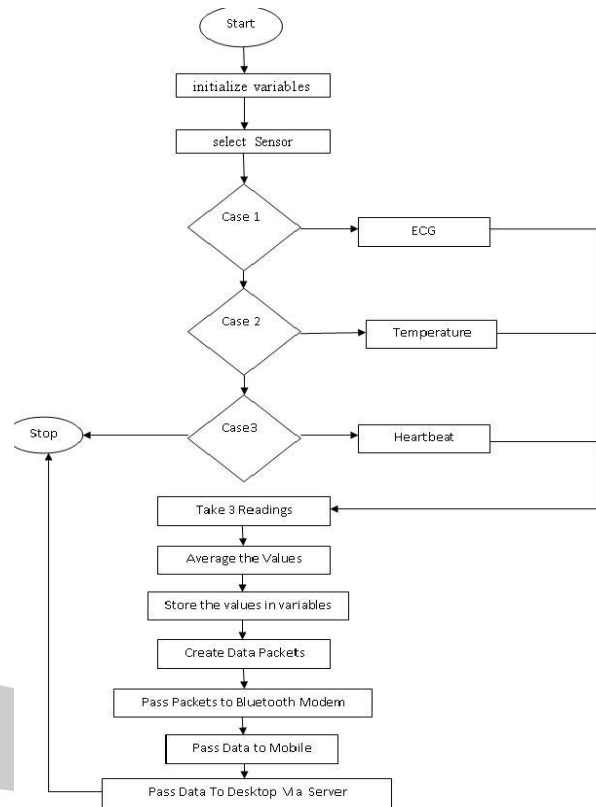 Start
initialize variables
select Sensor
Case 1
ECG
Case 2
Temperature
Case3
Heartbeat
Stop
Take 3 Readings
Average the Values
Store the values in variables
Create Data Packets
Pass Packets to Bluetooth Modem
Pass Data to Mobile
Pass Data To Desktop Via Server